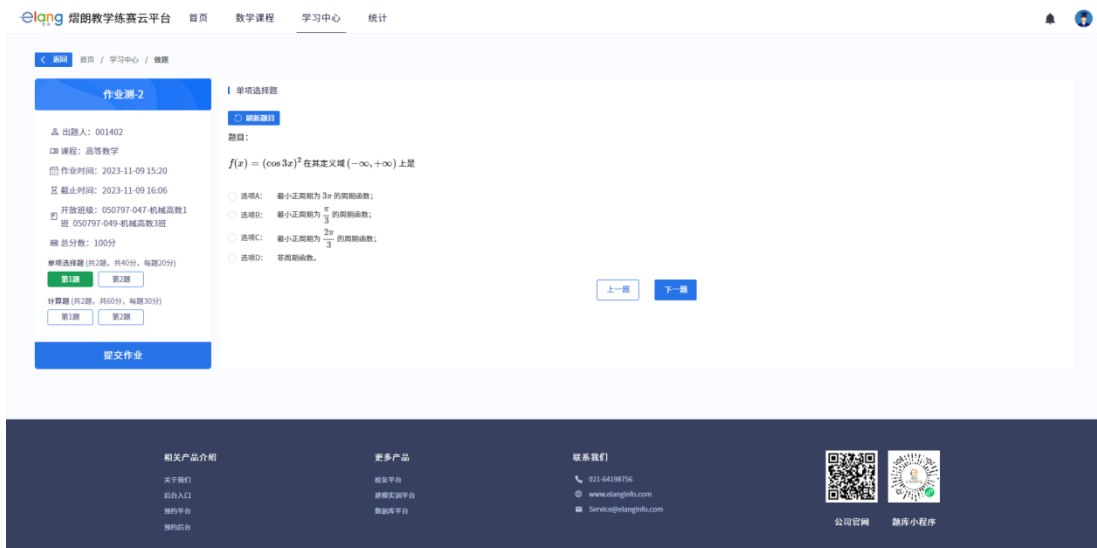 elang 熠朗教学练赛云平台 首页 数学课程 学习中心 统计
返回 首页 / 学习中心 / 做题
作业测-2
出题人：001402
课程：高等数学
作业时间：2023-11-09 15:20
截止时间：2023-11-09 16:06
开放班级：050797-047-机械高数1
班 050797-049-机械高数3班
总分数：100分
单项选择题 (共2题，共40分，每题20分)
第1题 第2题
计算题 (共2题，共60分，每题30分)
第1题 第2题
提交作业
单项选择题
刷新题目
题目：
f(x) = (cos 3x)² 在其定义域 (−∞, +∞) 上是
选项A： 最小正周期为 3π 的周期函数；
选项B： 最小正周期为 π/3 的周期函数；
选项C： 最小正周期为 2π/3 的周期函数；
选项D： 非周期函数。
上一题 下一题
相关产品介绍
关于我们
后台入口
预约平台
预约后台
更多产品
校友平台
建模实训平台
数据库平台
联系我们
021-64198756
www.elanginfo.com
Service@elanginfo.com
公司官网 题库小程序